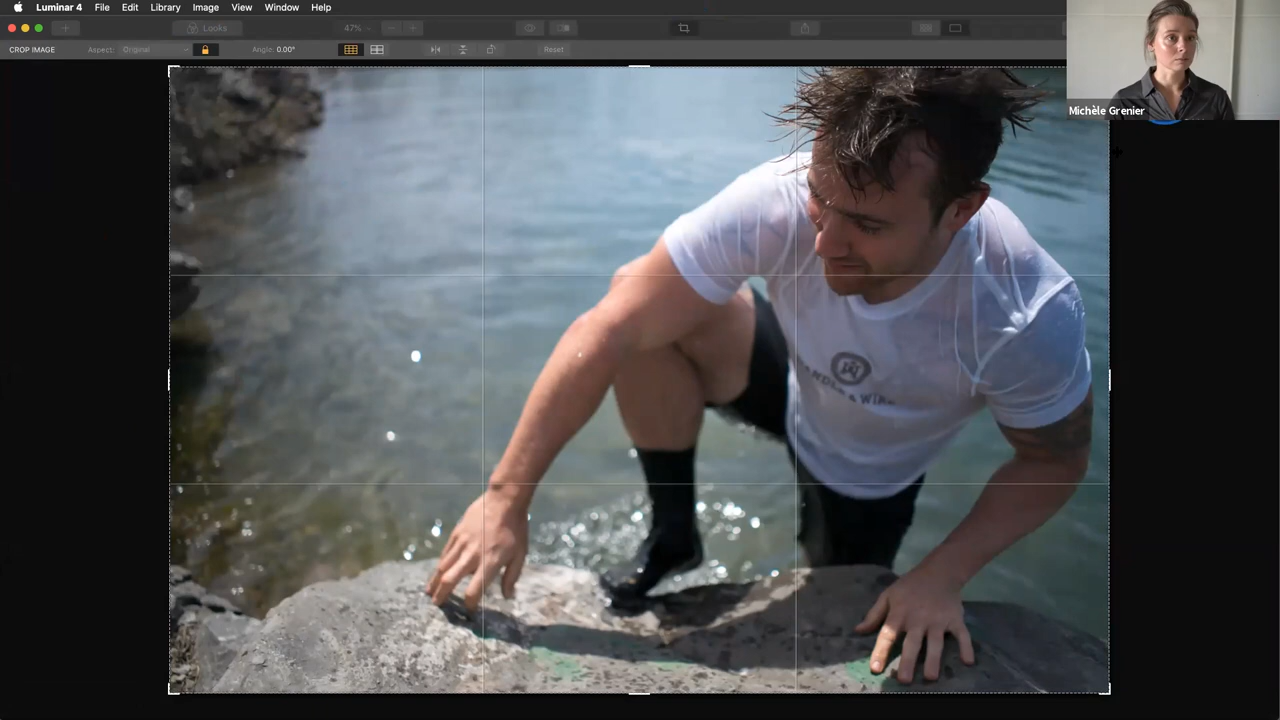 Luminar 4 File Edit Library Image View Window Help
Looks 47%
CROP IMAGE Aspect: Original Angle: 0.00° Reset
Michèle Grenier